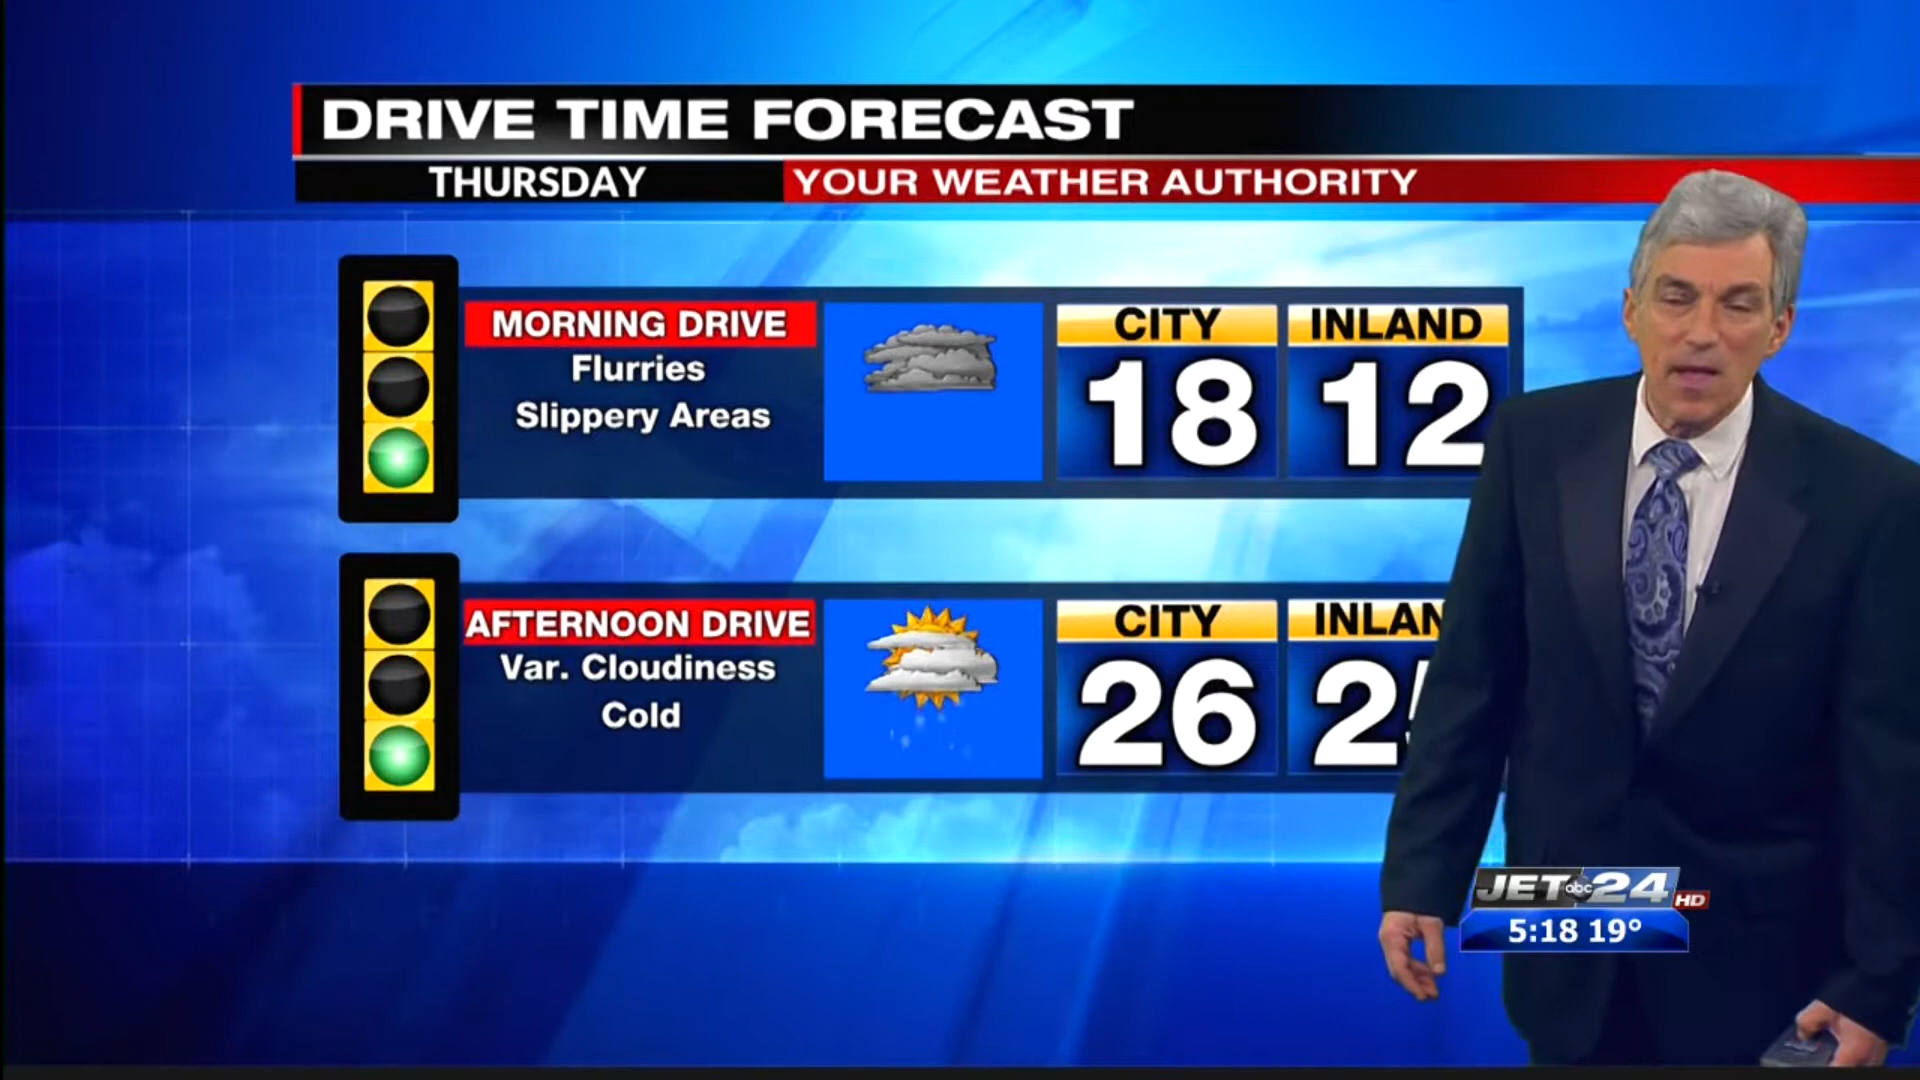 DRIVE TIME FORECAST
THURSDAY
YOUR WEATHER AUTHORITY
MORNING DRIVE
Flurries
Slippery Areas
CITY
18
INLAND
12
AFTERNOON DRIVE
Var. Cloudiness
Cold
CITY
26
JET abc 24 HD
5:18 19°